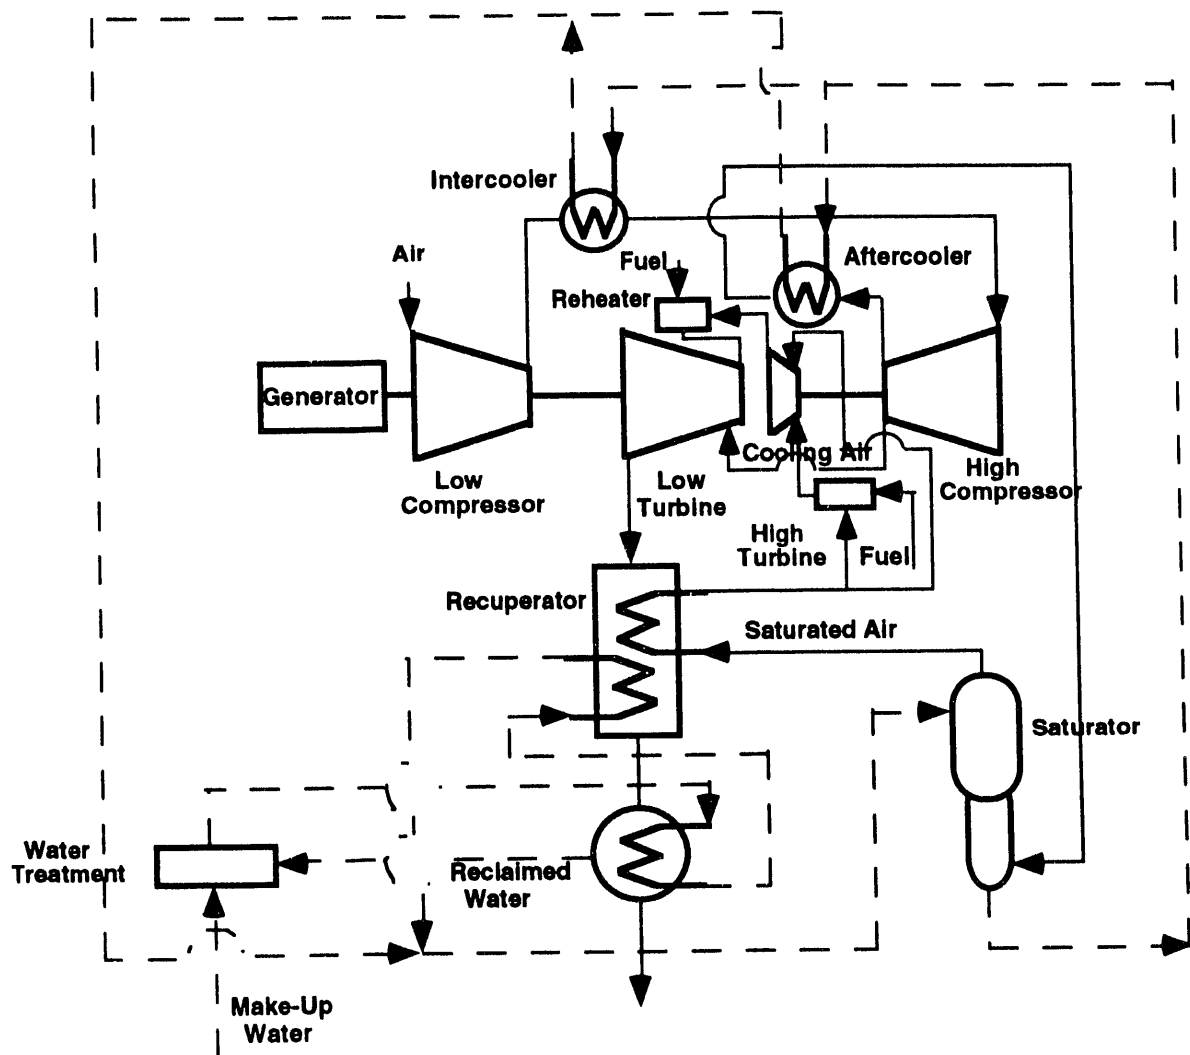 Intercooler
Air
Fuel
Aftercooler
Reheater
Generator
Cooling Air
Low
Compressor
Low
Turbine
High
Compressor
High
Turbine
Fuel
Recuperator
Saturated Air
Saturator
Water
Treatment
Reclaimed
Water
Make-Up
Water